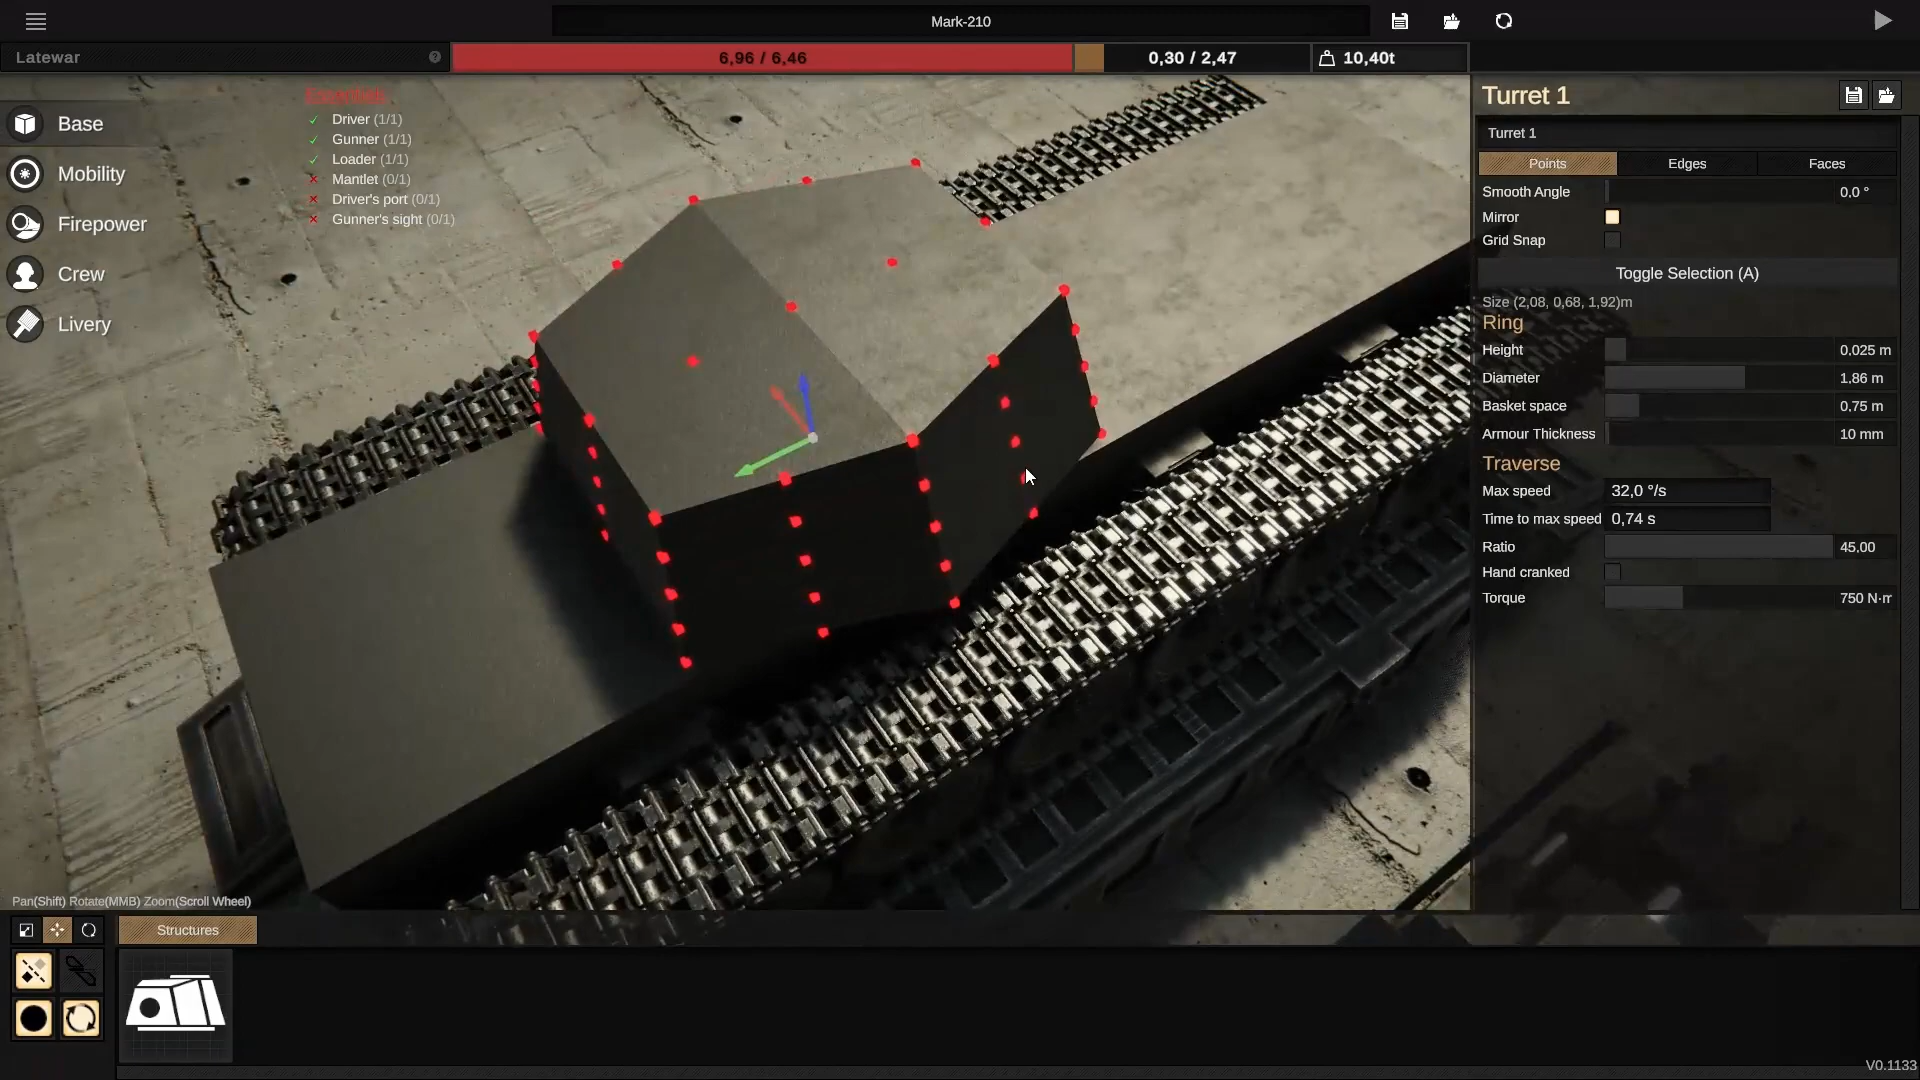 Mark-210
Latewar
6,96 / 6,46
0,30 / 2,47
10,40t
Essentials
Driver (1/1)
Gunner (1/1)
Loader (1/1)
Mantlet (0/1)
Driver's port (0/1)
Gunner's sight (0/1)
Base
Mobility
Firepower
Crew
Livery
Turret 1
Turret 1
Points Edges Faces
Smooth Angle 0,0 °
Mirror
Grid Snap
Toggle Selection (A)
Size (2,08, 0,68, 1,92)m
Ring
Height 0,025 m
Diameter 1,86 m
Basket space 0,75 m
Armour Thickness 10 mm
Traverse
Max speed 32,0 °/s
Time to max speed 0,74 s
Ratio 45,00
Hand cranked
Torque 750 N·m
Pan(Shift) Rotate(MMB) Zoom(Scroll Wheel)
Structures
V0.1133